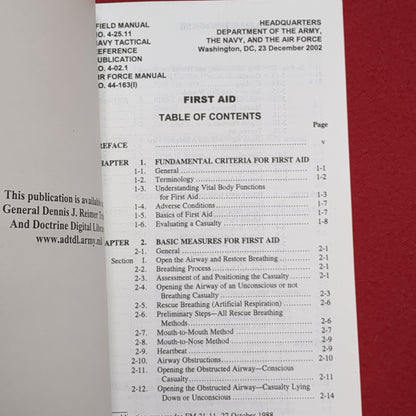 This publication is available
General Dennis J. Reimer
And Doctrine Digital
www.adtdl.army.mil
FIELD MANUAL
NO. 4-25.11
NAVY TACTICAL
REFERENCE
PUBLICATION
NO. 4-02.1
AIR FORCE MANUAL
NO. 44-163(I)
HEADQUARTERS
DEPARTMENT OF THE ARMY,
THE NAVY, AND THE AIR FORCE
Washington, DC, 23 December 2002
FIRST AID
TABLE OF CONTENTS
Page
PREFACE v
CHAPTER 1. FUNDAMENTAL CRITERIA FOR FIRST AID
1-1. General 1-1
1-2. Terminology 1-2
1-3. Understanding Vital Body Functions
for First Aid 1-3
1-4. Adverse Conditions 1-7
1-5. Basics of First Aid 1-7
1-6. Evaluating a Casualty 1-8
CHAPTER 2. BASIC MEASURES FOR FIRST AID
2-1. General 2-1
Section I. Open the Airway and Restore Breathing 2-1
2-2. Breathing Process 2-1
2-3. Assessment of and Positioning the Casualty 2-1
2-4. Opening the Airway of an Unconscious or not
Breathing Casualty 2-3
2-5. Rescue Breathing (Artificial Respiration) 2-6
2-6. Preliminary Steps—All Rescue Breathing
Methods 2-6
2-7. Mouth-to-Mouth Method 2-7
2-8. Mouth-to-Nose Method 2-9
2-9. Heartbeat 2-9
2-10. Airway Obstructions 2-10
2-11. Opening the Obstructed Airway—Conscious
Casualty 2-11
2-12. Opening the Obstructed Airway—Casualty Lying
Down or Unconscious 2-14
FM 21-11, 27 October 1988